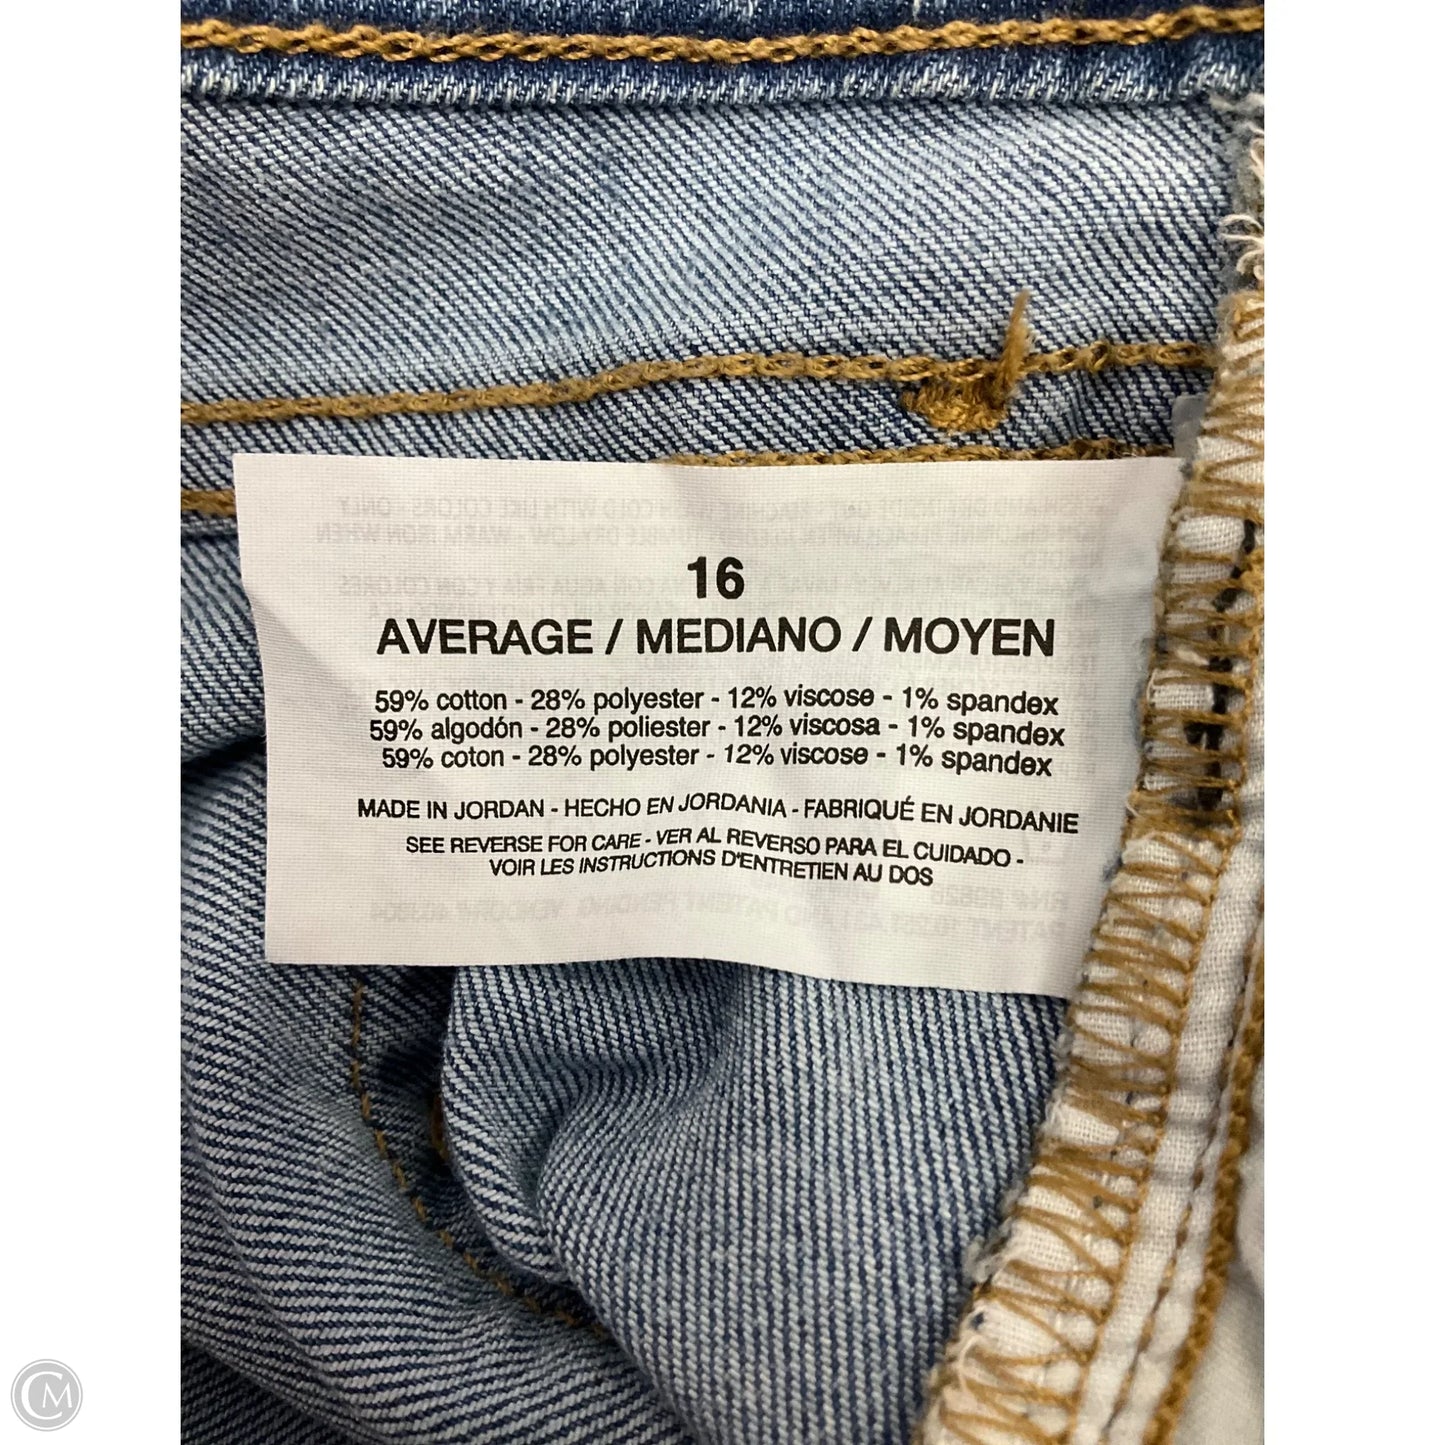 16
AVERAGE / MEDIANO / MOYEN
59% cotton - 28% polyester - 12% viscose - 1% spandex
59% algodón - 28% poliester - 12% viscosa - 1% spandex
59% coton - 28% polyester - 12% viscose - 1% spandex
MADE IN JORDAN - HECHO EN JORDANIA - FABRIQUÉ EN JORDANIE
SEE REVERSE FOR CARE - VER AL REVERSO PARA EL CUIDADO -
VOIR LES INSTRUCTIONS D'ENTRETIEN AU DOS
CM